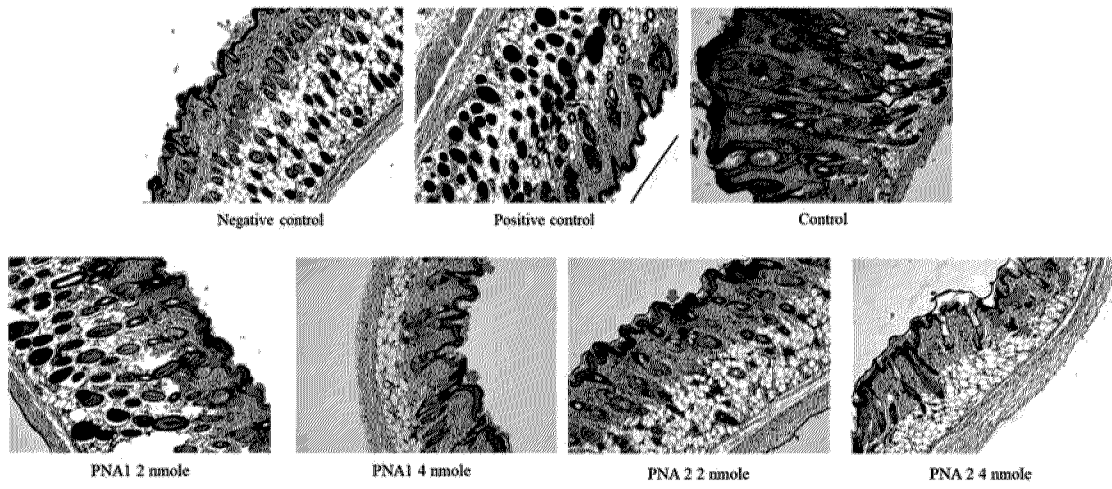 Negative control
Positive control
Control
PNA1 2 nmole
PNA1 4 nmole
PNA 2 2 nmole
PNA 2 4 nmole